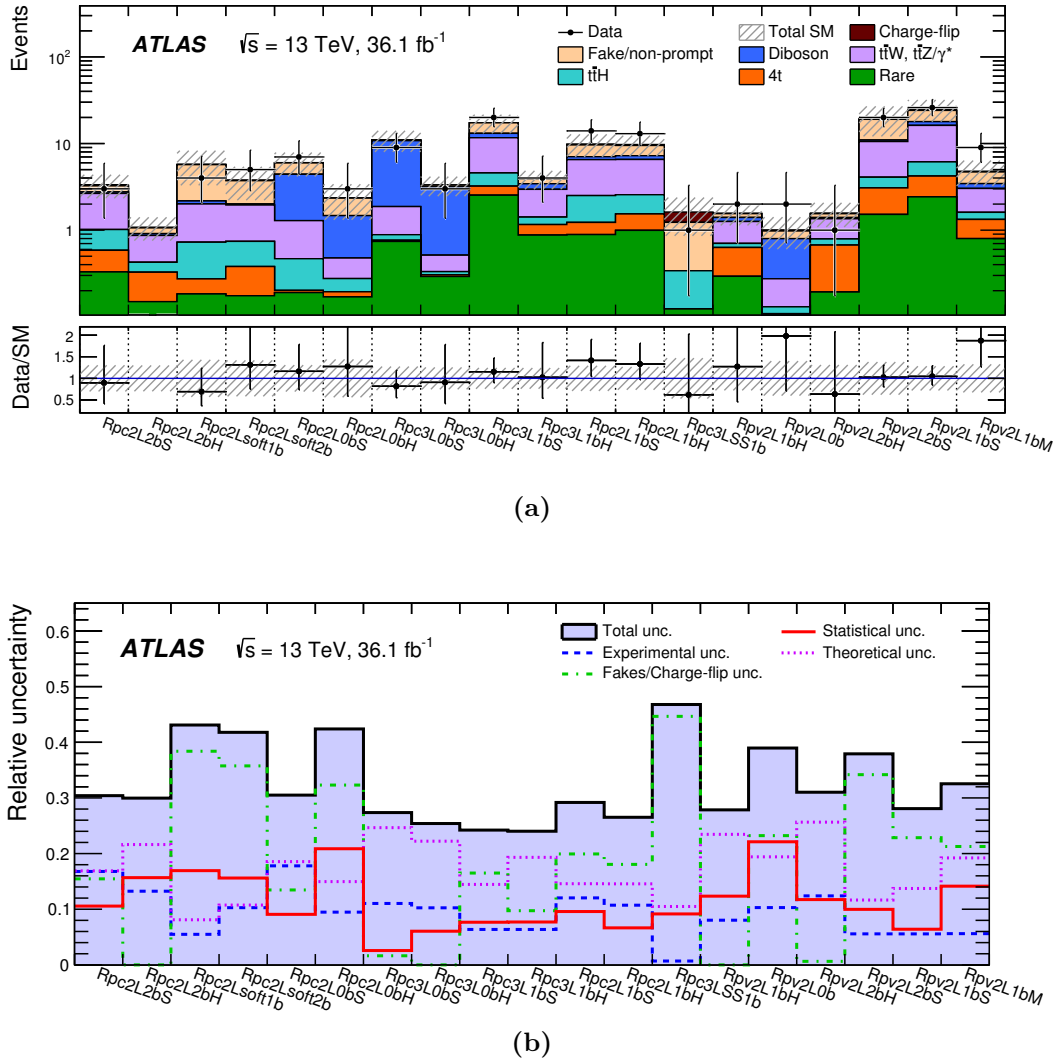 Events
10²
10
1
ATLAS √s = 13 TeV, 36.1 fb⁻¹
Data
Total SM
Charge-flip
Fake/non-prompt
Diboson
tt̄W, tt̄Z/γ*
tt̄H
4t
Rare
Data/SM
2
1.5
1
0.5
Rpc2L2bS
Rpc2L2bH
Rpc2Lsoft1b
Rpc2Lsoft2b
Rpc2L0bS
Rpc2L0bH
Rpc3L0bS
Rpc3L0bH
Rpc3L1bS
Rpc3L1bH
Rpc2L1bS
Rpc2L1bH
Rpc3LSS1b
Rpv2L1bH
Rpv2L0b
Rpv2L2bH
Rpv2L2bS
Rpv2L1bS
Rpv2L1bM
(a)
Relative uncertainty
0.6
0.5
0.4
0.3
0.2
0.1
0
ATLAS √s = 13 TeV, 36.1 fb⁻¹
Total unc.
Statistical unc.
Experimental unc.
Theoretical unc.
Fakes/Charge-flip unc.
Rpc2L2bS
Rpc2L2bH
Rpc2Lsoft1b
Rpc2Lsoft2b
Rpc2L0bS
Rpc2L0bH
Rpc3L0bS
Rpc3L0bH
Rpc3L1bS
Rpc3L1bH
Rpc2L1bS
Rpc2L1bH
Rpc3LSS1b
Rpv2L1bH
Rpv2L0b
Rpv2L2bH
Rpv2L2bS
Rpv2L1bS
Rpv2L1bM
(b)